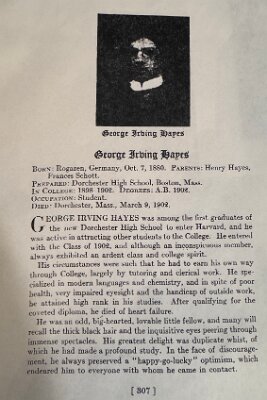 George Irving Hayes
George Irving Hayes
BORN: Rogaren, Germany, Oct. 7, 1880. PARENTS: Henry Hayes,
Frances Schott.
PREPARED: Dorchester High School, Boston, Mass.
IN COLLEGE: 1898-1902. DEGREES: A.B. 1902.
OCCUPATION: Student.
DIED: Dorchester, Mass., March 9, 1902.
GEORGE IRVING HAYES was among the first graduates of
the new Dorchester High School to enter Harvard, and he
was active in attracting other students to the College. He entered
with the Class of 1902, and although an inconspicuous member,
always exhibited an ardent class and college spirit.
His circumstances were such that he had to earn his own way
through College, largely by tutoring and clerical work. He spe-
cialized in modern languages and chemistry, and in spite of poor
health, very impaired eyesight and the handicap of outside work,
he attained high rank in his studies. After qualifying for the
coveted diploma, he died of heart failure.
He was an odd, big-hearted, lovable little fellow, and many will
recall the thick black hair and the inquisitive eyes peering through
immense spectacles. His greatest delight was duplicate whist, of
which he had made a profound study. In the face of discourage-
ment, he always preserved a "happy-go-lucky" optimism, which
endeared him to everyone with whom he came in contact.
[ 307 ]